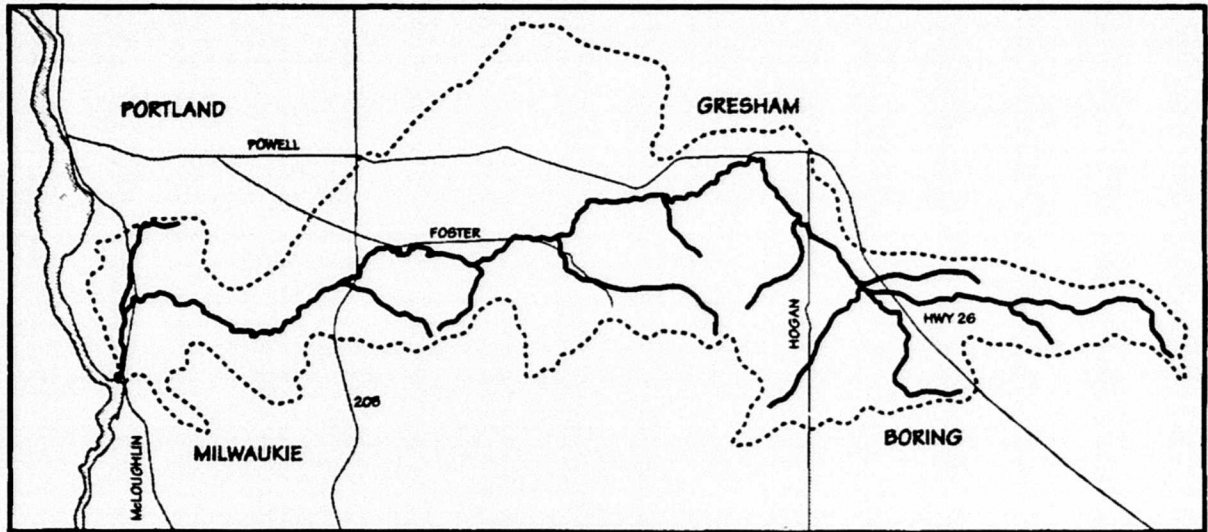 PORTLAND
GRESHAM
POWELL
FOSTER
HWY 26
HOGAN
205
BORING
MILWAUKIE
McLOUGHLIN